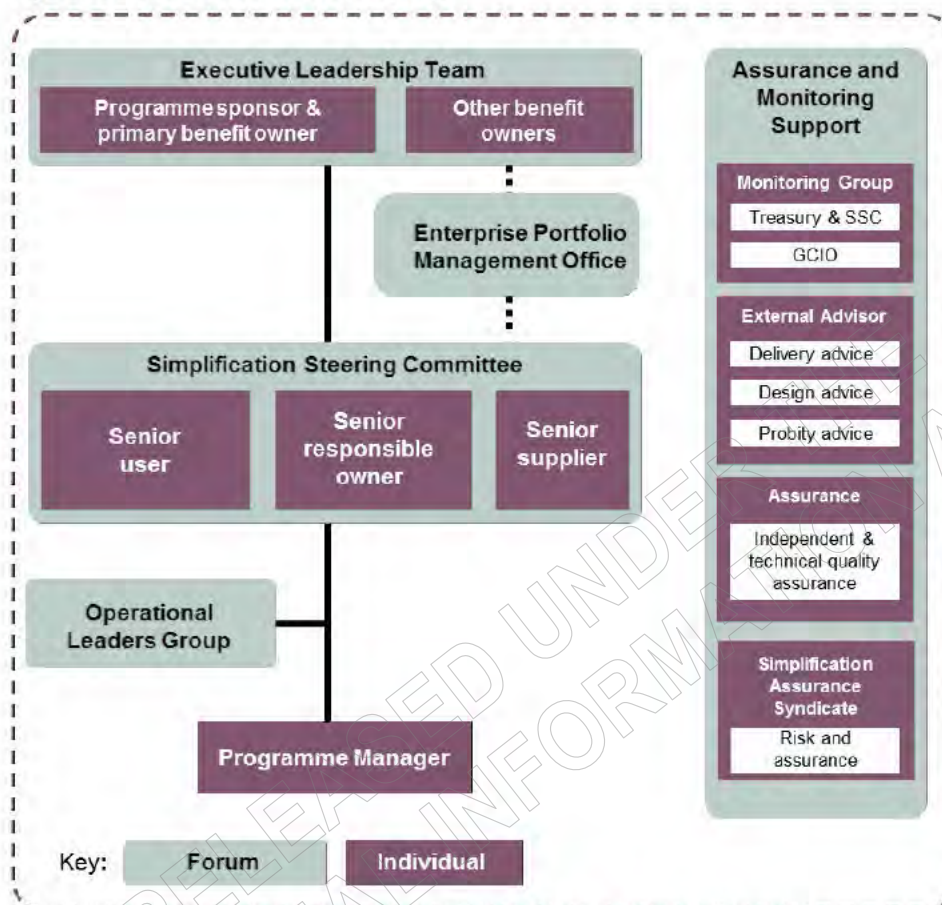 Executive Leadership Team
Programme sponsor &
primary benefit owner
Other benefit
owners
Enterprise Portfolio
Management Office
Simplification Steering Committee
Senior
user
Senior
responsible
owner
Senior
supplier
Operational
Leaders Group
Programme Manager
Key:
Forum
Individual
Assurance and
Monitoring
Support
Monitoring Group
Treasury & SSC
GCIO
External Advisor
Delivery advice
Design advice
Probity advice
Assurance
Independent &
technical quality
assurance
Simplification
Assurance
Syndicate
Risk and
assurance
RELEASED UNDER THE
INFORMATION